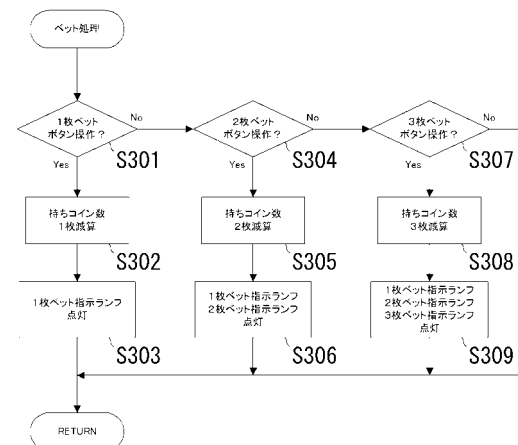 ベット処理
1枚ベット
ボタン操作？
No
Yes
S301
2枚ベット
ボタン操作？
No
Yes
S304
3枚ベット
ボタン操作？
No
Yes
S307
持ちコイン数
1枚減算
S302
持ちコイン数
2枚減算
S305
持ちコイン数
3枚減算
S308
1枚ベット指示ランプ
点灯
S303
1枚ベット指示ランプ
2枚ベット指示ランプ
点灯
S306
1枚ベット指示ランプ
2枚ベット指示ランプ
3枚ベット指示ランプ
点灯
S309
RETURN